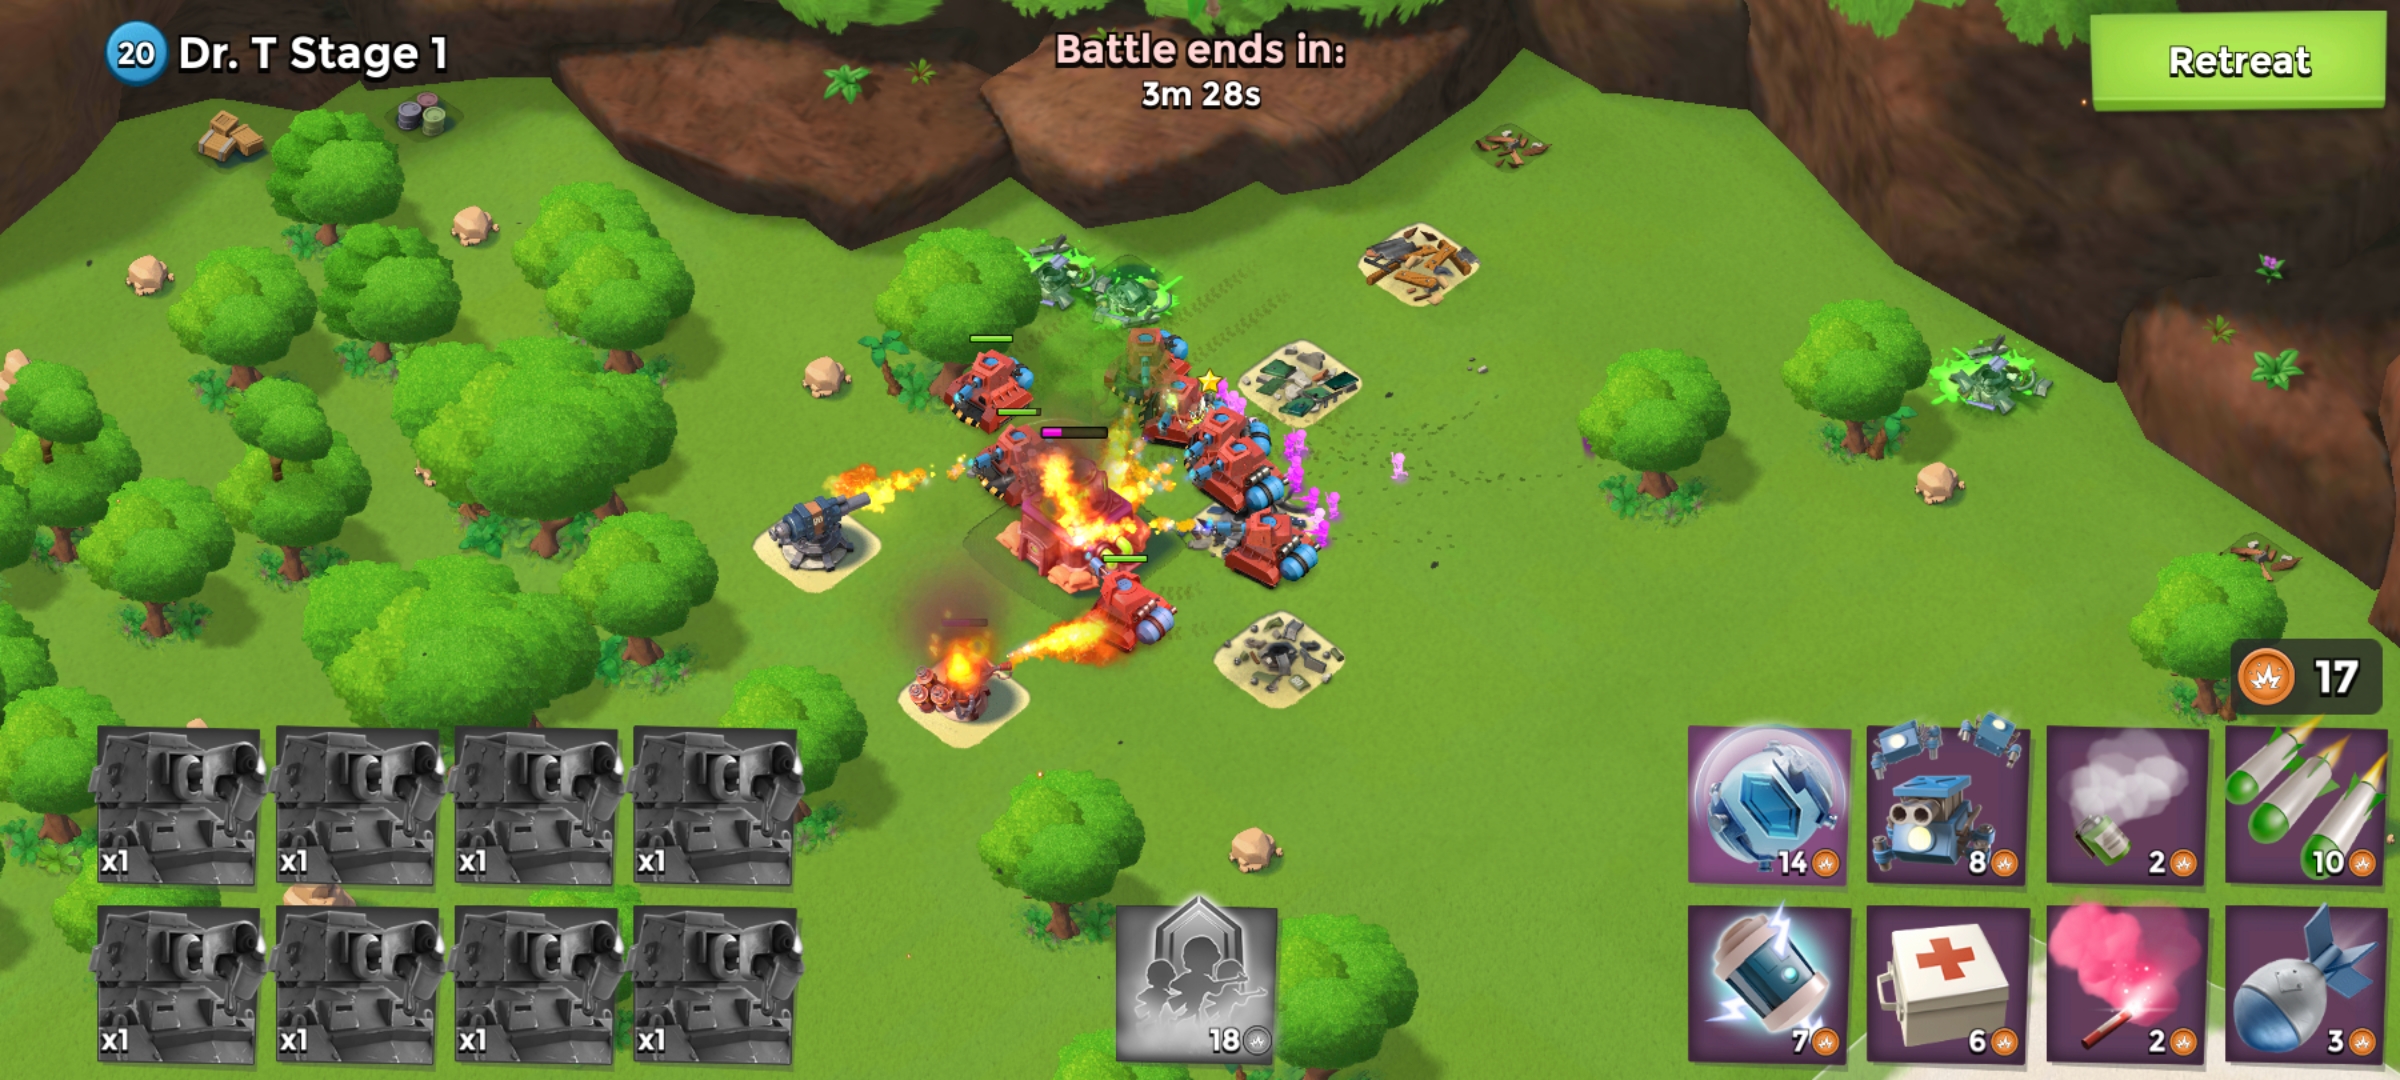 20 Dr. T Stage 1
Battle ends in:
3m 28s
Retreat
17
x1 x1 x1 x1
14 8 2 10
x1 x1 x1 x1
18
7 6 2 3